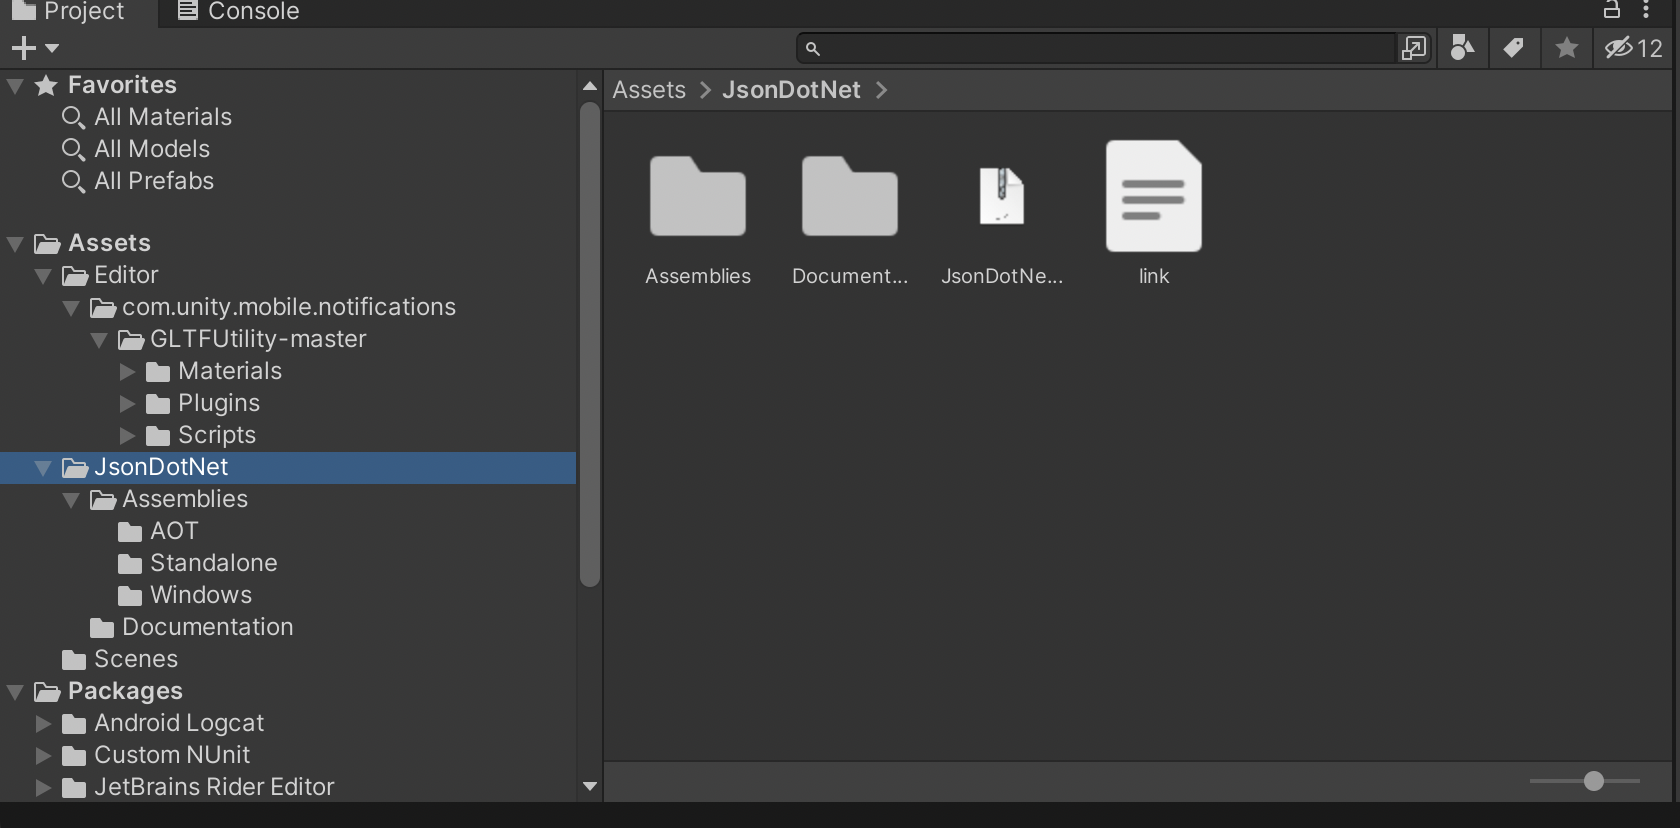 Project
Console
12
Favorites
All Materials
All Models
All Prefabs
Assets
Editor
com.unity.mobile.notifications
GLTFUtility-master
Materials
Plugins
Scripts
JsonDotNet
Assemblies
AOT
Standalone
Windows
Documentation
Scenes
Packages
Android Logcat
Custom NUnit
JetBrains Rider Editor
Assets > JsonDotNet >
Assemblies
Document...
JsonDotNe...
link